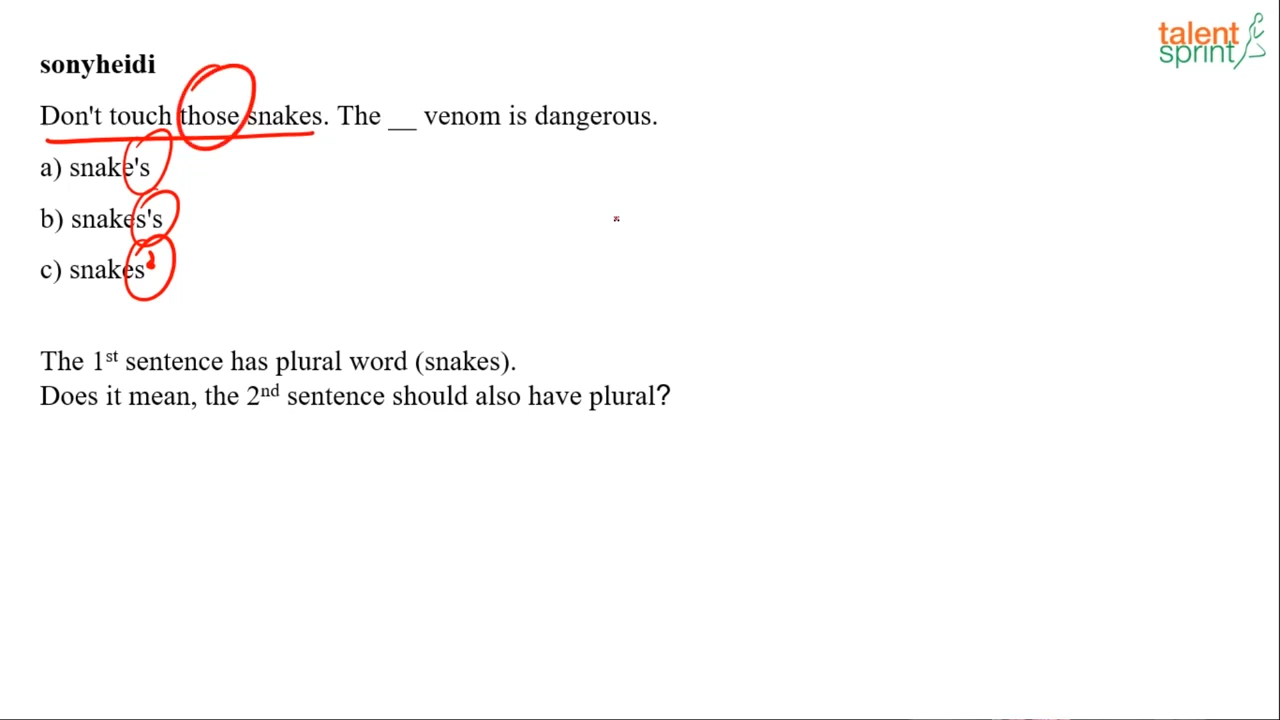 talent
sprint
sonyheidi
Don't touch those snakes. The __ venom is dangerous.
a) snake's
b) snakes's
c) snakes'
The 1st sentence has plural word (snakes).
Does it mean, the 2nd sentence should also have plural?